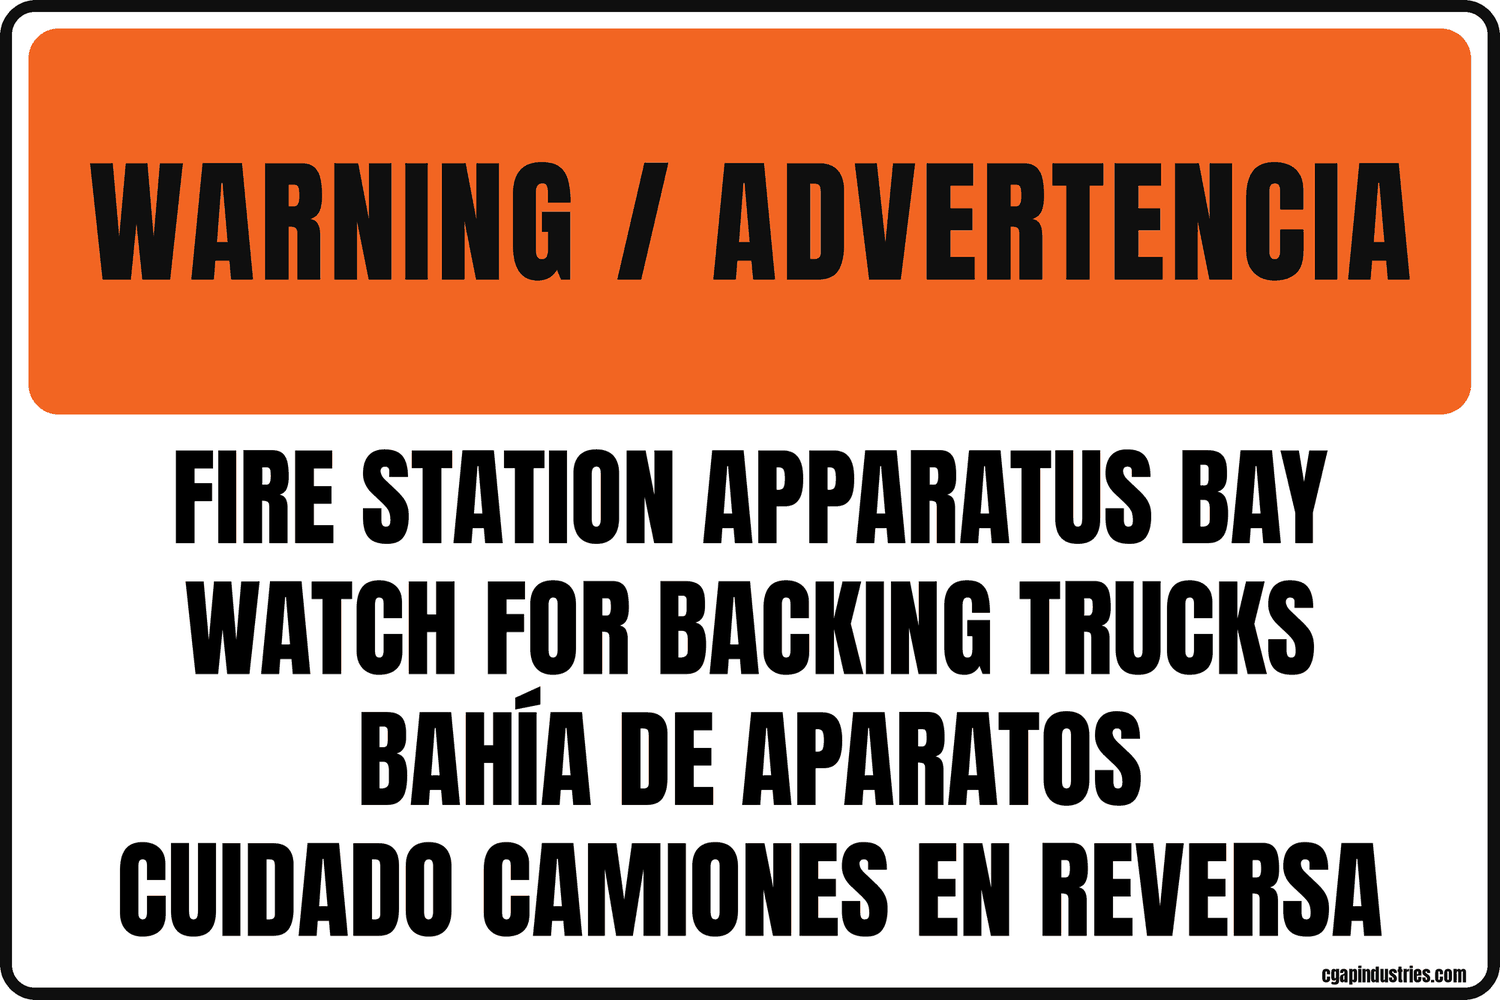 WARNING / ADVERTENCIA
FIRE STATION APPARATUS BAY
WATCH FOR BACKING TRUCKS
BAHÍA DE APARATOS
CUIDADO CAMIONES EN REVERSA
cgapindustries.com